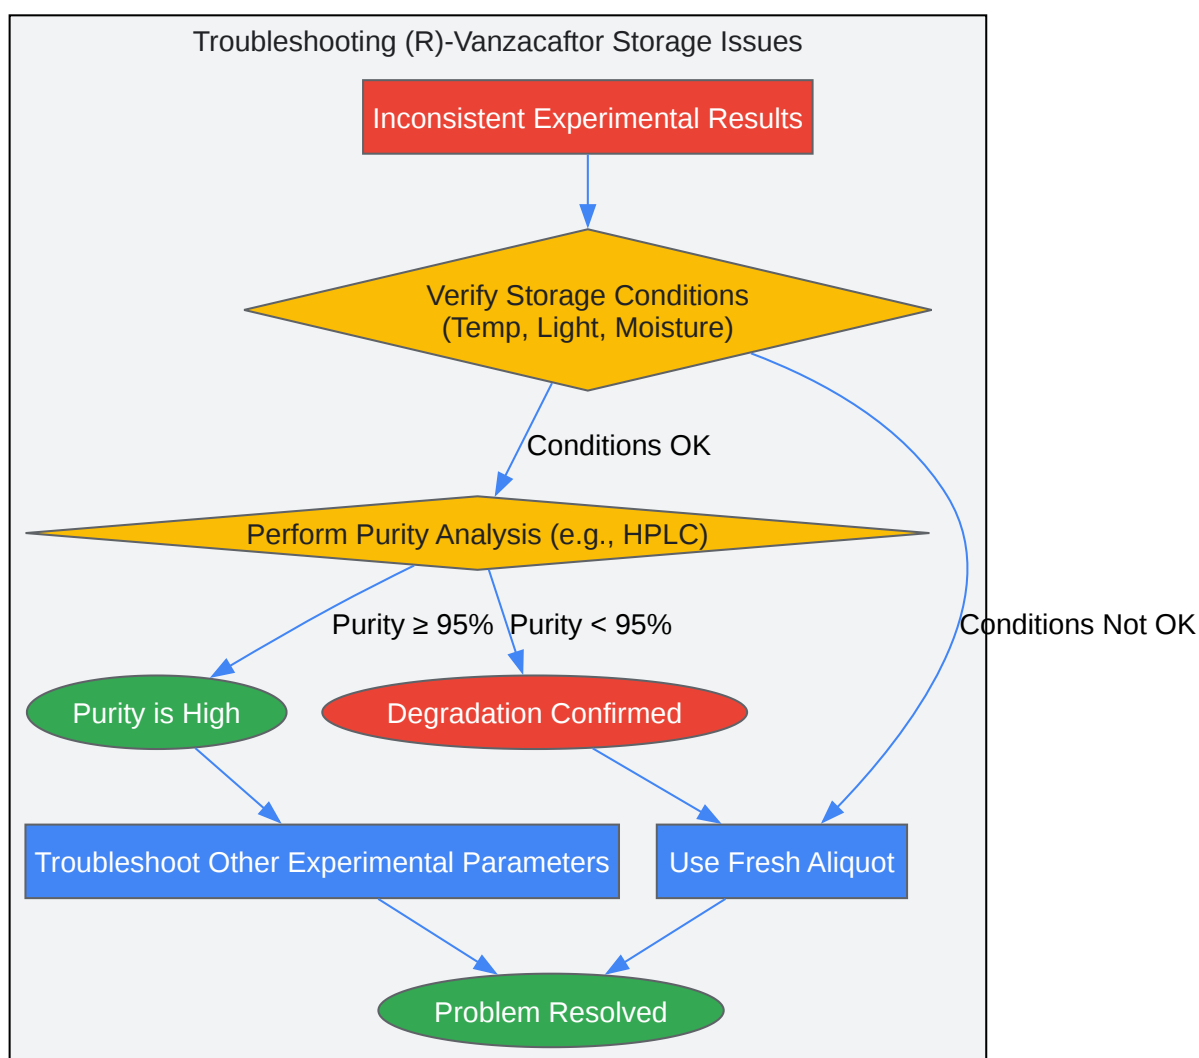 Troubleshooting (R)-Vanzacaftor Storage Issues
Inconsistent Experimental Results
Verify Storage Conditions
(Temp, Light, Moisture)
Conditions OK
Perform Purity Analysis (e.g., HPLC)
Purity ≥ 95%
Purity < 95%
Conditions Not OK
Purity is High
Degradation Confirmed
Troubleshoot Other Experimental Parameters
Use Fresh Aliquot
Problem Resolved